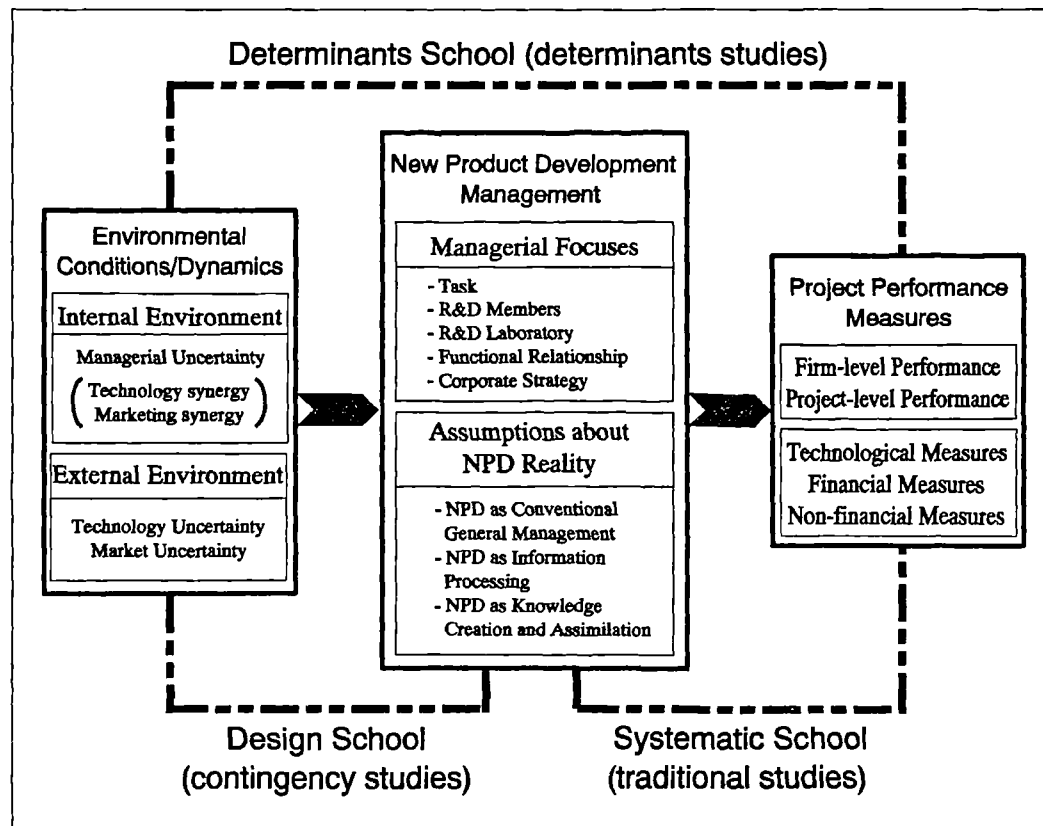 Determinants School (determinants studies)
Environmental
Conditions/Dynamics
Internal Environment
Managerial Uncertainty
( Technology synergy
Marketing synergy )
External Environment
Technology Uncertainty
Market Uncertainty
New Product Development
Management
Managerial Focuses
- Task
- R&D Members
- R&D Laboratory
- Functional Relationship
- Corporate Strategy
Assumptions about
NPD Reality
- NPD as Conventional
General Management
- NPD as Information
Processing
- NPD as Knowledge
Creation and Assimilation
Project Performance
Measures
Firm-level Performance
Project-level Performance
Technological Measures
Financial Measures
Non-financial Measures
Design School
(contingency studies)
Systematic School
(traditional studies)